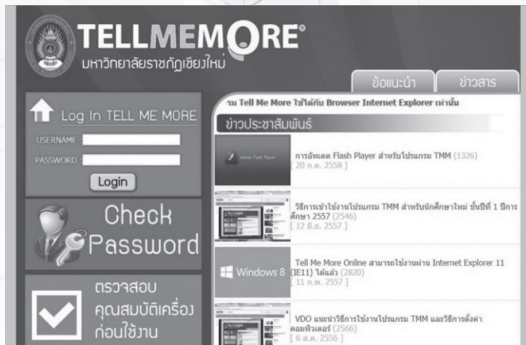 TELLMEMORE®
มหาวิทยาลัยราชภัฏเชียงใหม่
ข้อแนะนำ
ข่าวสาร
Log In TELL ME MORE
USERNAME
PASSWORD
Login
Check
Password
ตรวจสอบ
คุณสมบัติเครื่อง
ก่อนใช้งาน
รม Tell Me More ใช้ได้กับ Browser Internet Explorer เท่านั้น
ข่าวประชาสัมพันธ์
Adobe Flash Player
การอัพเดต Flash Player สำหรับโปรแกรม TMM (1326)
[ 20 ก.ค. 2558 ]
วิธีการเข้าใช้งานโปรแกรม TMM สำหรับนักศึกษาใหม่ ชั้นปีที่ 1 ปีการ
ศึกษา 2557 (2546)
[ 12 มิ.ย. 2557 ]
Windows 8
Tell Me More Online สามารถใช้งานผ่าน Internet Explorer 11
(IE11) ได้แล้ว (2820)
[ 11 ก.พ. 2557 ]
VDO แนะนำวิธีการใช้งานโปรแกรม TMM และวิธีการตั้งค่า
คอมพิวเตอร์ (2566)
[ 6 ส.ค. 2556 ]